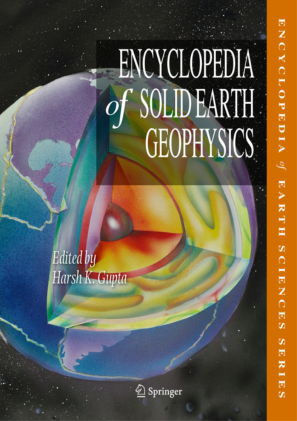 ENCYCLOPEDIA
of SOLID EARTH
GEOPHYSICS
Edited by
Harsh K. Gupta
Springer
ENCYCLOPEDIA of EARTH SCIENCES SERIES